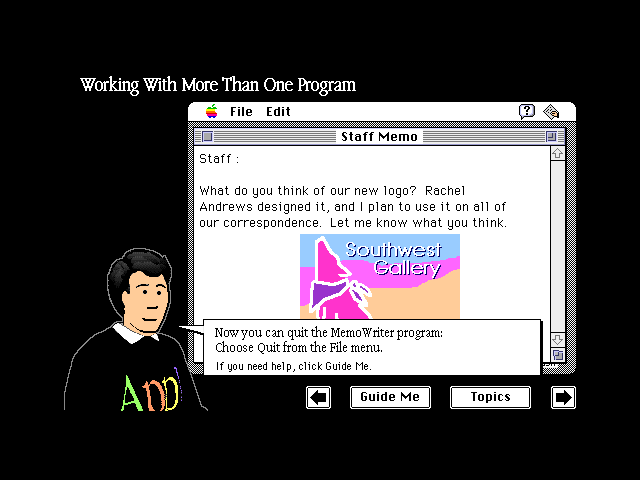 Working With More Than One Program
File Edit
Staff Memo
Staff :
What do you think of our new logo? Rachel
Andrews designed it, and I plan to use it on all of
our correspondence. Let me know what you think.
Southwest
Gallery
Now you can quit the MemoWriter program:
Choose Quit from the File menu.
If you need help, click Guide Me.
Appl
Guide Me
Topics